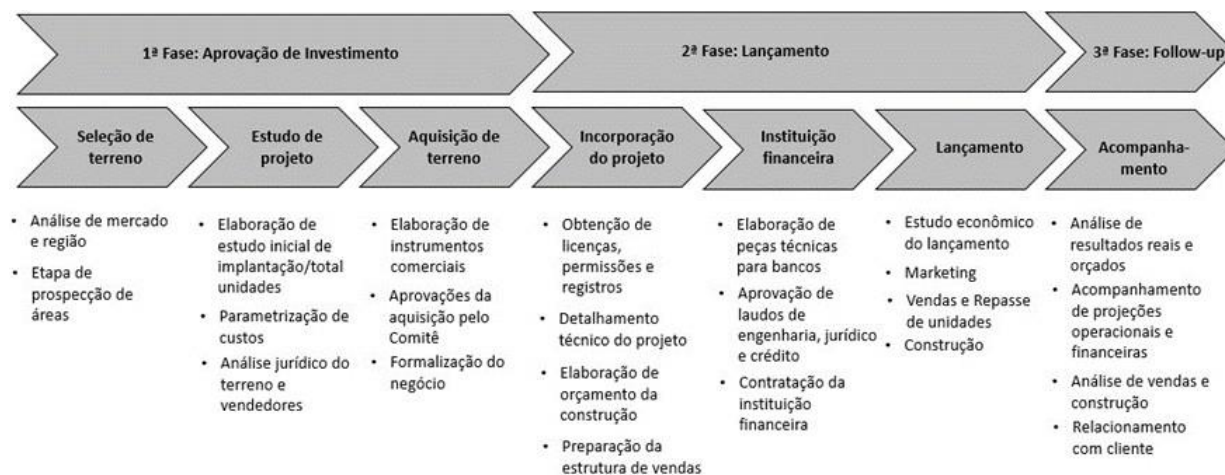 1ª Fase: Aprovação de Investimento
2ª Fase: Lançamento
3ª Fase: Follow-up
Seleção de
terreno
Estudo de
projeto
Aquisição de
terreno
Incorporação
do projeto
Instituição
financeira
Lançamento
Acompanha-
mento
• Análise de mercado
e região
• Etapa de
prospecção de
áreas
• Elaboração de
estudo inicial de
implantação/total
unidades
• Parametrização de
custos
• Análise jurídico do
terreno e
vendedores
• Elaboração de
instrumentos
comerciais
• Aprovações da
aquisição pelo
Comitê
• Formalização do
negócio
• Obtenção de
licenças,
permissões e
registros
• Detalhamento
técnico do projeto
• Elaboração de
orçamento da
construção
• Preparação da
estrutura de vendas
• Elaboração de
peças técnicas
para bancos
• Aprovação de
laudos de
engenharia, jurídico
e crédito
• Contratação da
instituição
financeira
• Estudo econômico
do lançamento
• Marketing
• Vendas e Repasse
de unidades
• Construção
• Análise de
resultados reais e
orçados
• Acompanhamento
de projeções
operacionais e
financeiras
• Análise de vendas e
construção
• Relacionamento
com cliente